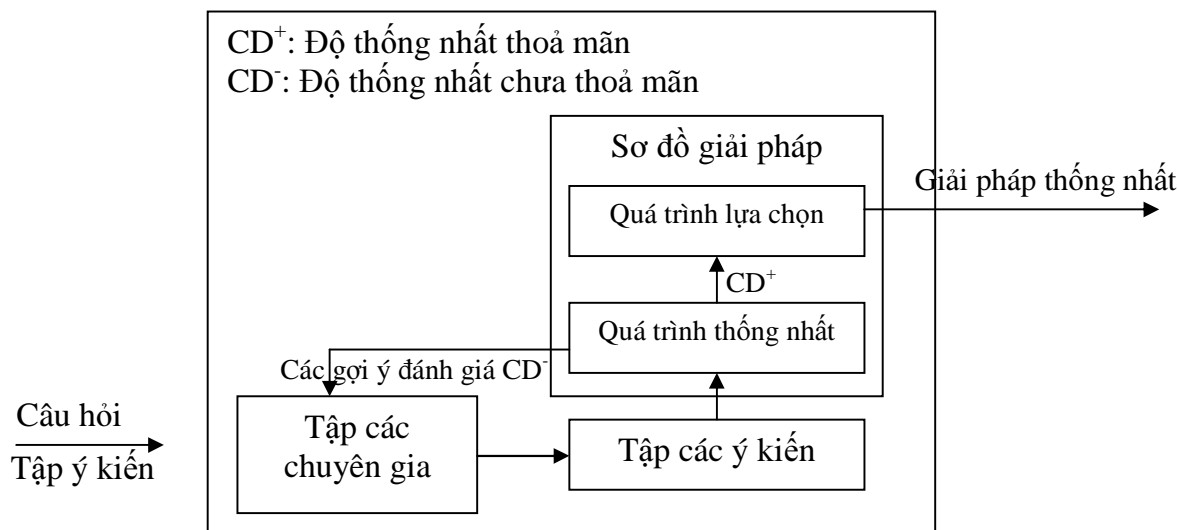 CD⁺: Độ thống nhất thoả mãn
CD⁻: Độ thống nhất chưa thoả mãn
Sơ đồ giải pháp
Giải pháp thống nhất
Quá trình lựa chọn
CD⁺
Quá trình thống nhất
Các gợi ý đánh giá CD⁻
Câu hỏi
Tập ý kiến
Tập các
chuyên gia
Tập các ý kiến